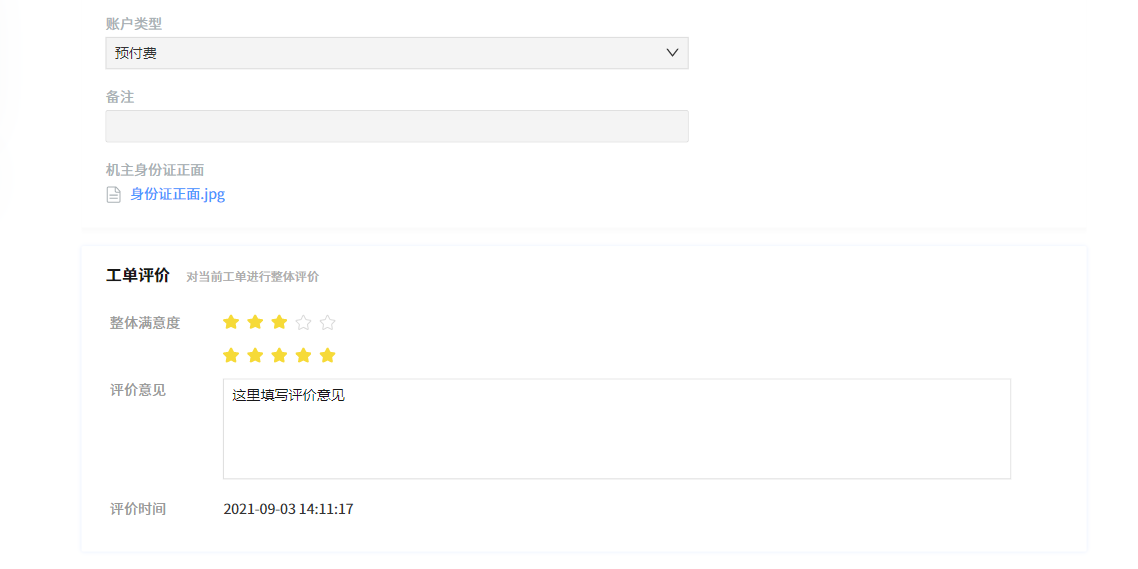 账户类型
预付费
备注
机主身份证正面
身份证正面.jpg
工单评价 对当前工单进行整体评价
整体满意度
评价意见
这里填写评价意见
评价时间 2021-09-03 14:11:17